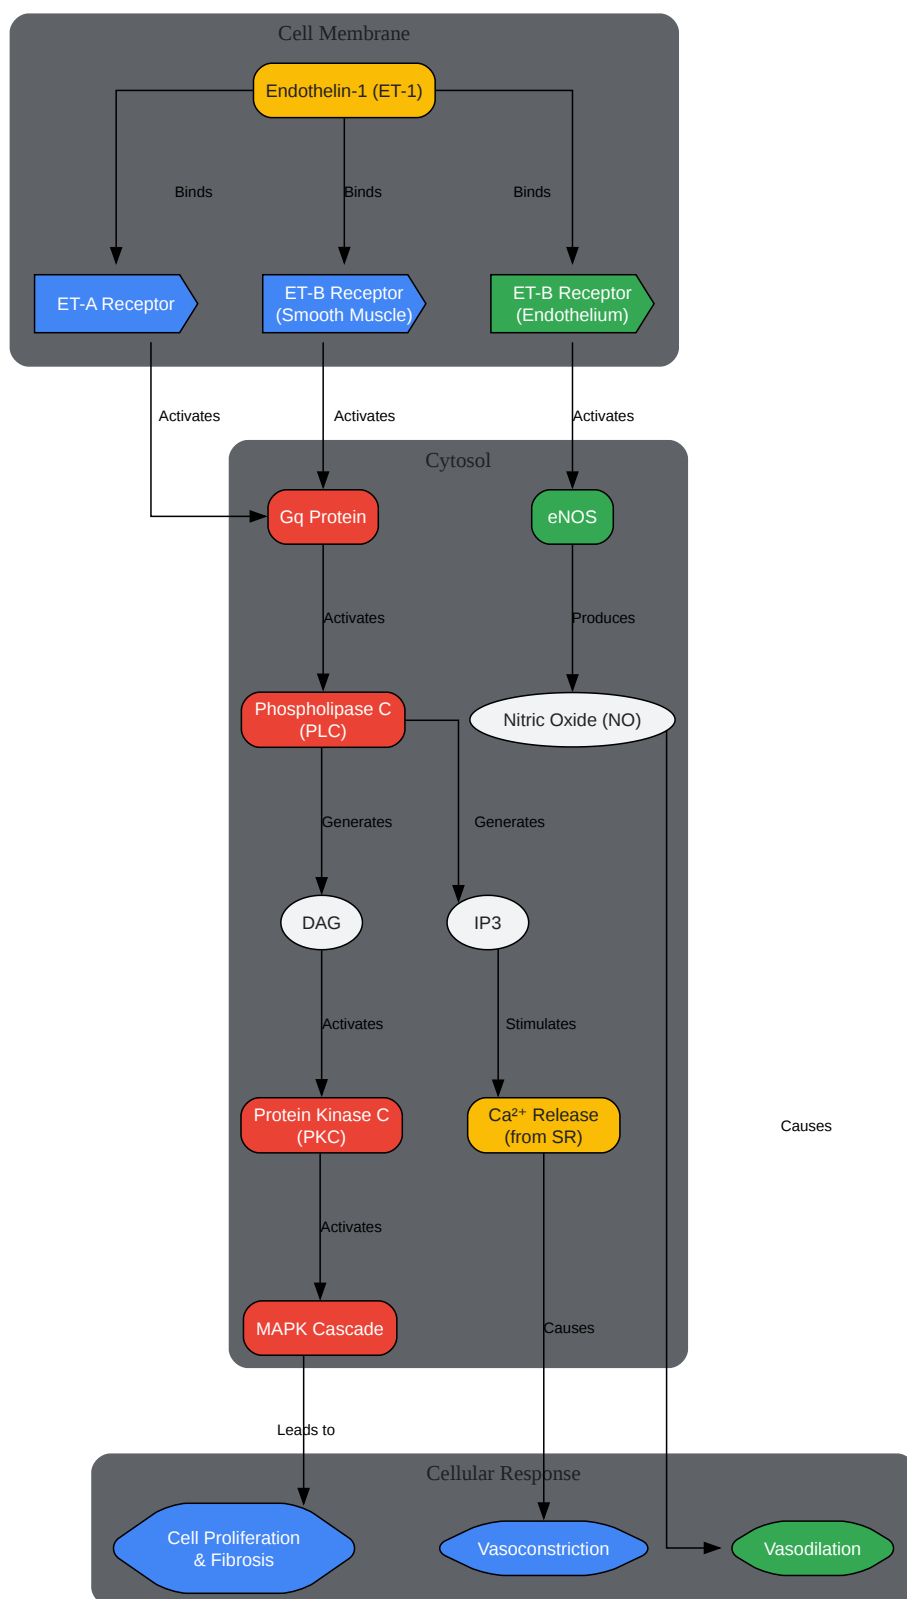 Cell Membrane
Endothelin-1 (ET-1)
Binds
Binds
Binds
ET-A Receptor
ET-B Receptor
(Smooth Muscle)
ET-B Receptor
(Endothelium)
Activates
Activates
Activates
Cytosol
Gq Protein
eNOS
Activates
Produces
Phospholipase C
(PLC)
Nitric Oxide (NO)
Generates
Generates
DAG
IP3
Activates
Stimulates
Protein Kinase C
(PKC)
Ca²⁺ Release
(from SR)
Causes
Activates
MAPK Cascade
Causes
Leads to
Cellular Response
Cell Proliferation
& Fibrosis
Vasoconstriction
Vasodilation